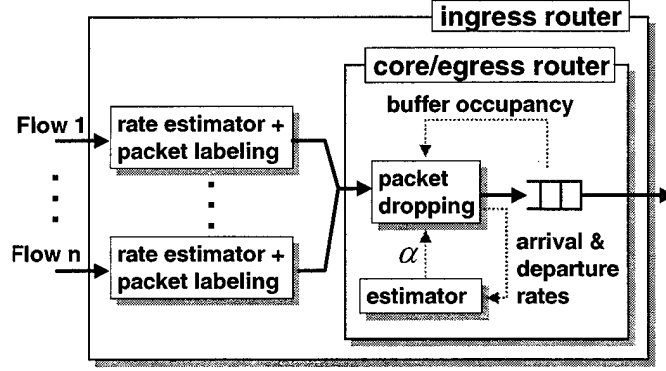 ingress router
core/egress router
buffer occupancy
Flow 1
rate estimator +
packet labeling
packet
dropping
Flow n
rate estimator +
packet labeling
α
estimator
arrival &
departure
rates